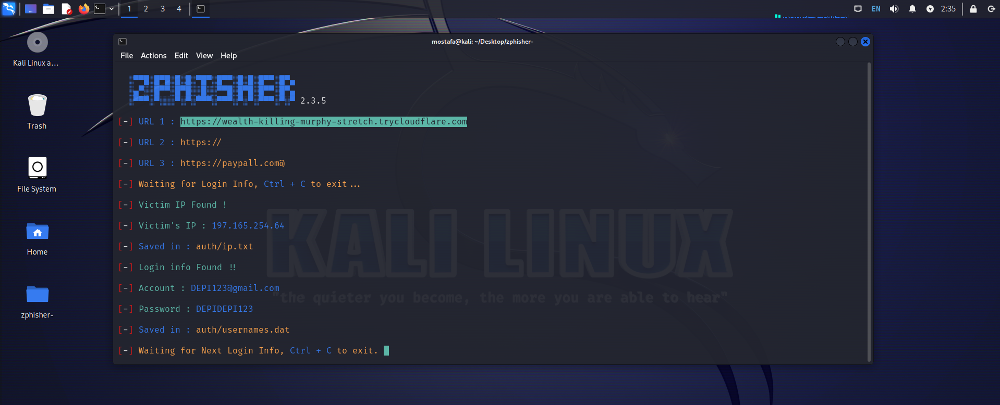 1 2 3 4 EN 2:35
mostafa@kali: ~/Desktop/zphisher-
File Actions Edit View Help
Kali Linux a...
Trash
File System
Home
zphisher-
ZPHISHER 2.3.5
[-] URL 1 : https://wealth-killing-murphy-stretch.trycloudflare.com
[-] URL 2 : https://
[-] URL 3 : https://paypall.com@
[-] Waiting for Login Info, Ctrl + C to exit...
[-] Victim IP Found !
[-] Victim's IP : 197.165.254.64
[-] Saved in : auth/ip.txt
[-] Login info Found !!
[-] Account : DEPI123@gmail.com
[-] Password : DEPIDEPI123
[-] Saved in : auth/usernames.dat
[-] Waiting for Next Login Info, Ctrl + C to exit.
KALI LINUX
"the quieter you become, the more you are able to hear"